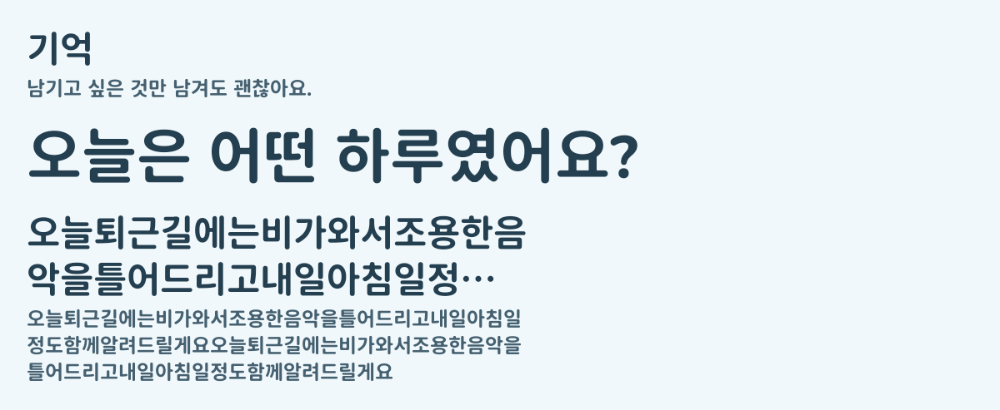 기억
남기고 싶은 것만 남겨도 괜찮아요.
오늘은 어떤 하루였어요?
오늘퇴근길에는비가와서조용한음
악을틀어드리고내일아침일정…
오늘퇴근길에는비가와서조용한음악을틀어드리고내일아침일
정도함께알려드릴게요오늘퇴근길에는비가와서조용한음악을
틀어드리고내일아침일정도함께알려드릴게요